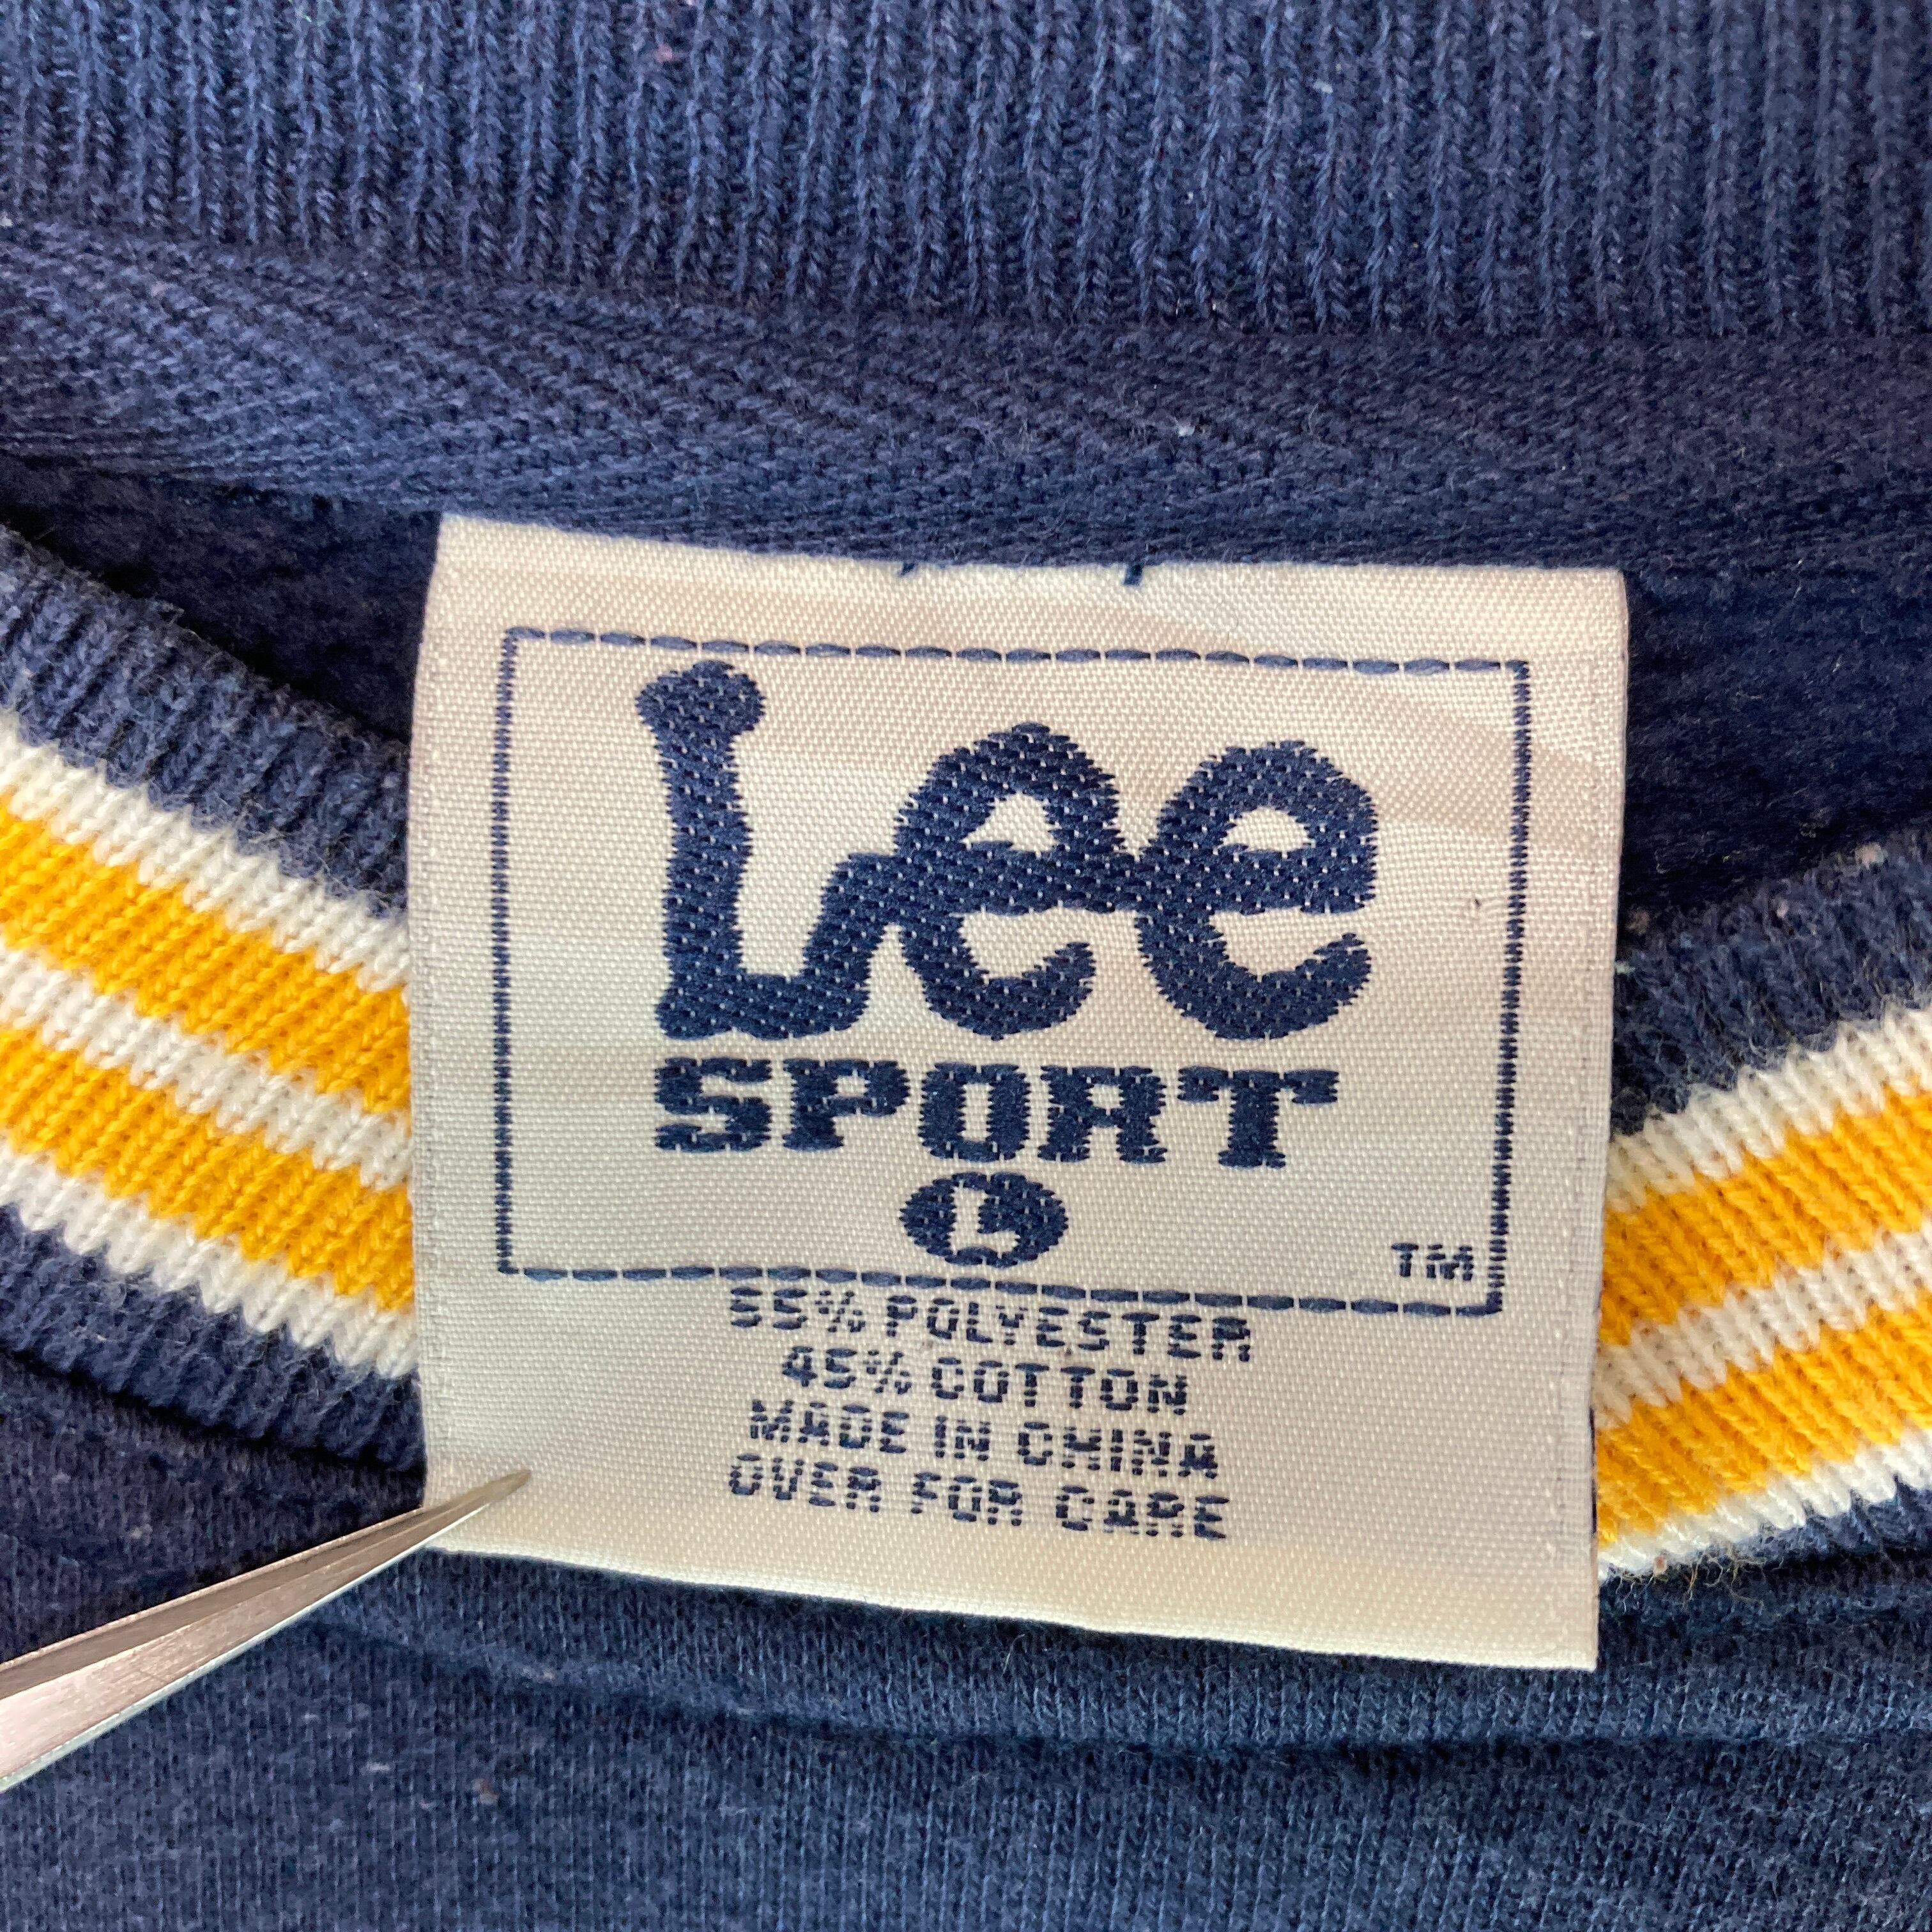 Lee
SPORT
L
TM
55% POLYESTER
45% COTTON
MADE IN CHINA
OVER FOR CARE